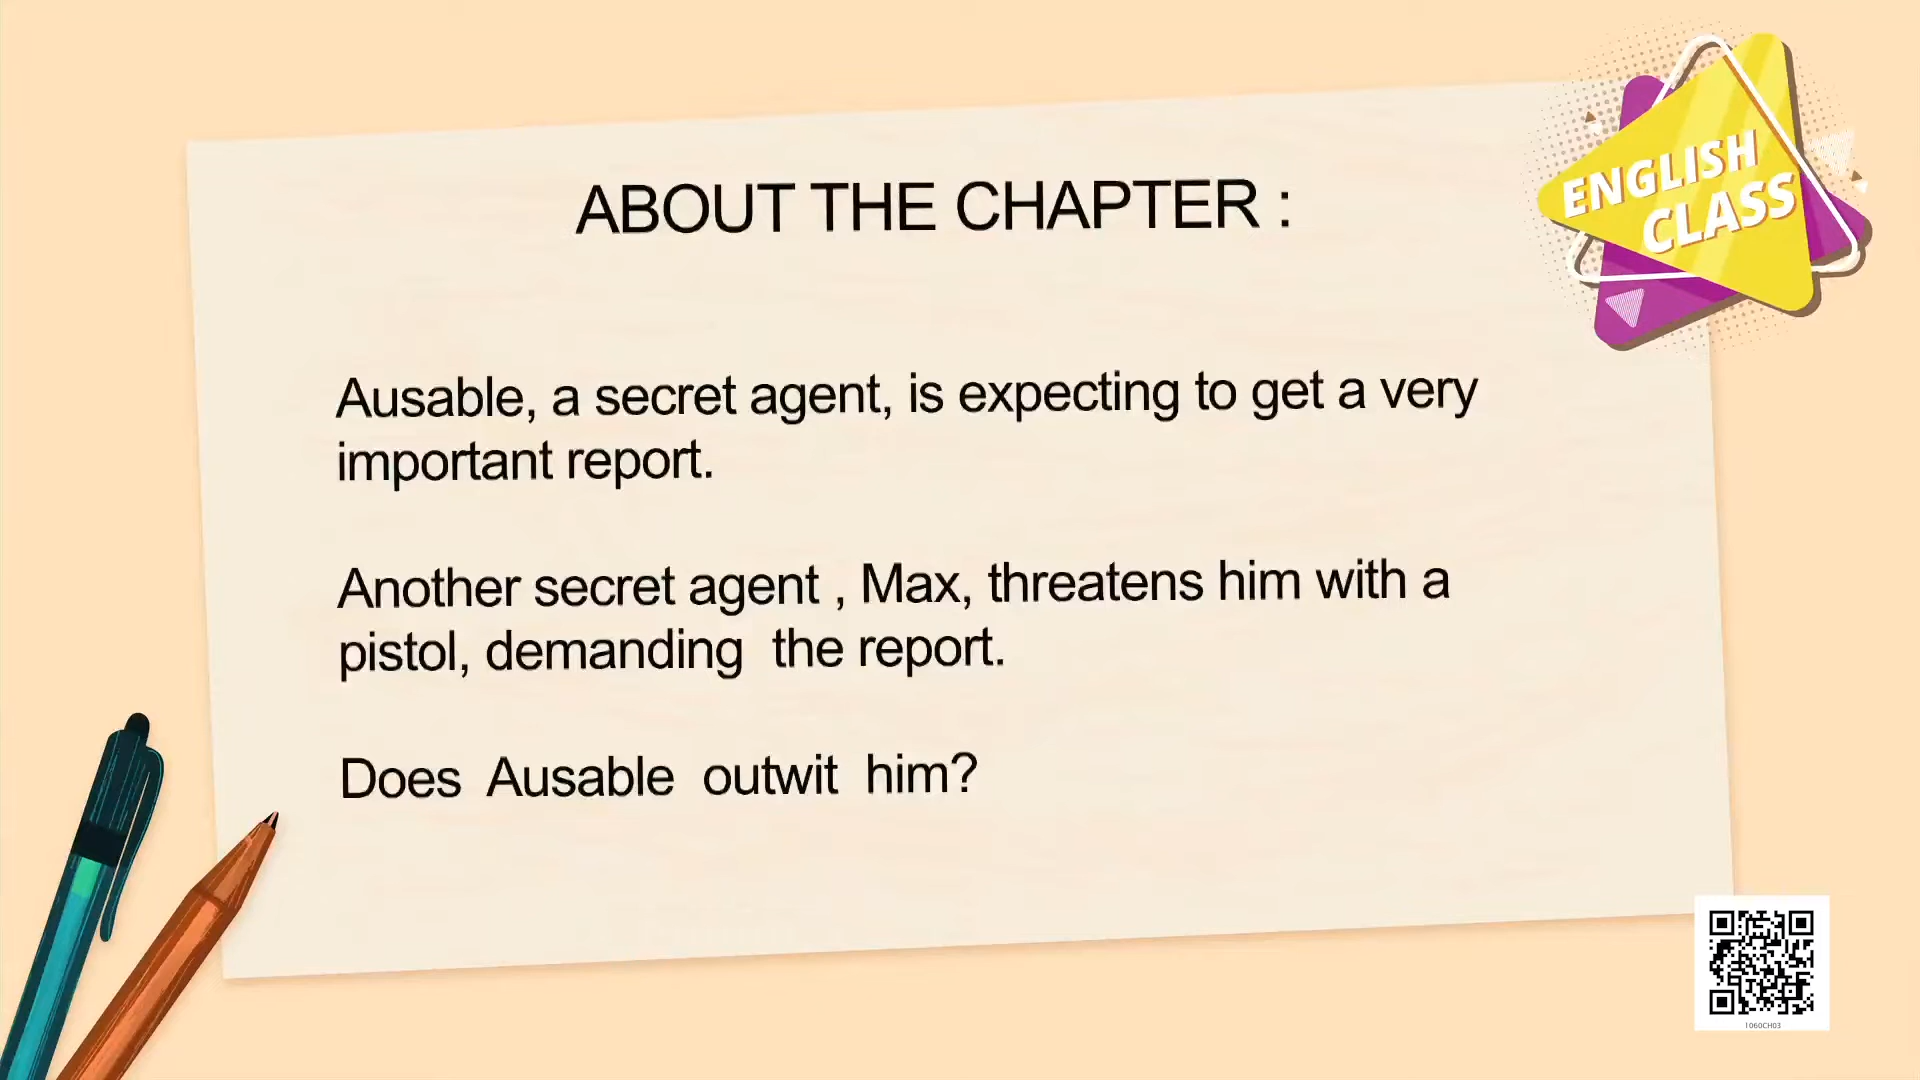 ABOUT THE CHAPTER :
ENGLISH
CLASS
Ausable, a secret agent, is expecting to get a very
important report.
Another secret agent , Max, threatens him with a
pistol, demanding the report.
Does Ausable outwit him?
1060CH03